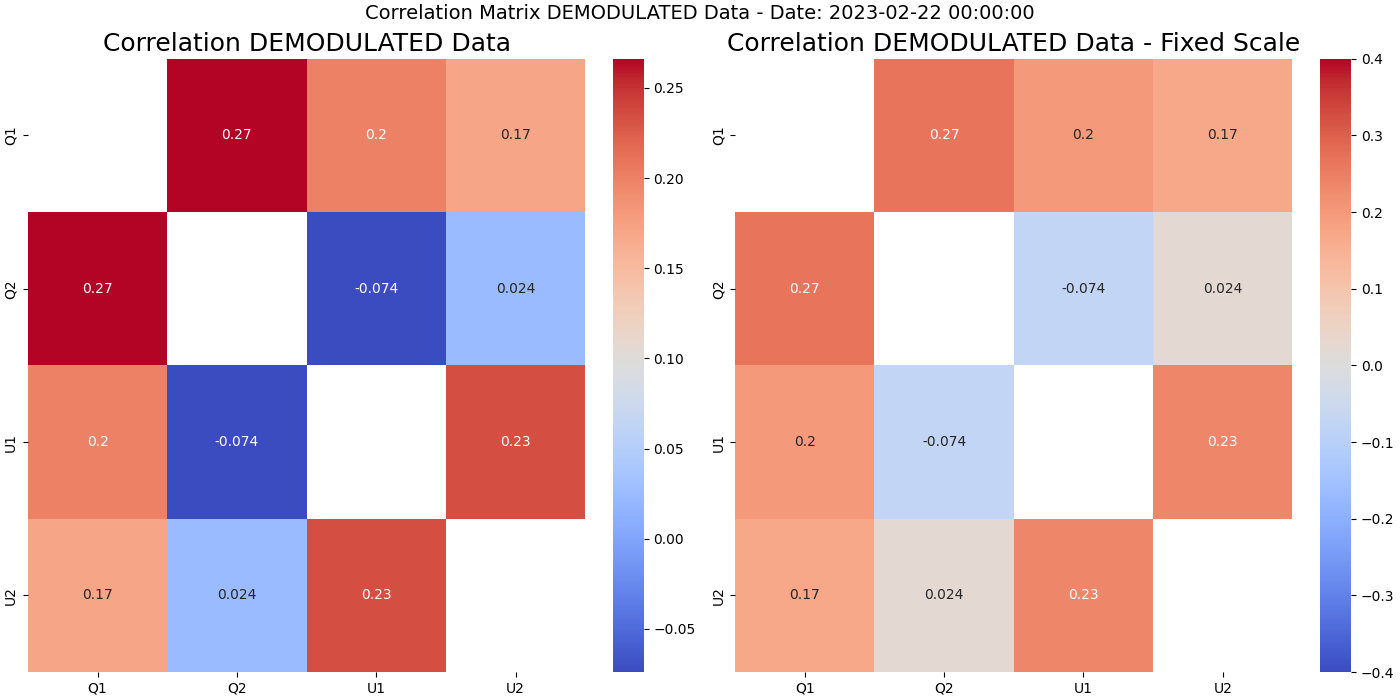 Correlation Matrix DEMODULATED Data - Date: 2023-02-22 00:00:00
Correlation DEMODULATED Data
Q1
0.27
0.2
0.17
Q2
0.27
-0.074
0.024
U1
0.2
-0.074
0.23
U2
0.17
0.024
0.23
Q1
Q2
U1
U2
0.25
0.20
0.15
0.10
0.05
0.00
−0.05
Correlation DEMODULATED Data - Fixed Scale
Q1
0.27
0.2
0.17
Q2
0.27
-0.074
0.024
U1
0.2
-0.074
0.23
U2
0.17
0.024
0.23
Q1
Q2
U1
U2
0.4
0.3
0.2
0.1
0.0
−0.1
−0.2
−0.3
−0.4